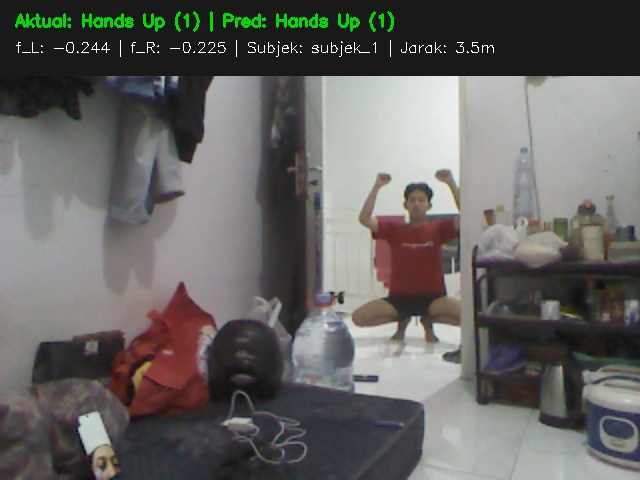 Aktual: Hands Up (1) | Pred: Hands Up (1)
f_L: −0.244 | f_R: −0.225 | Subjek: subjek_1 | Jarak: 3.5m